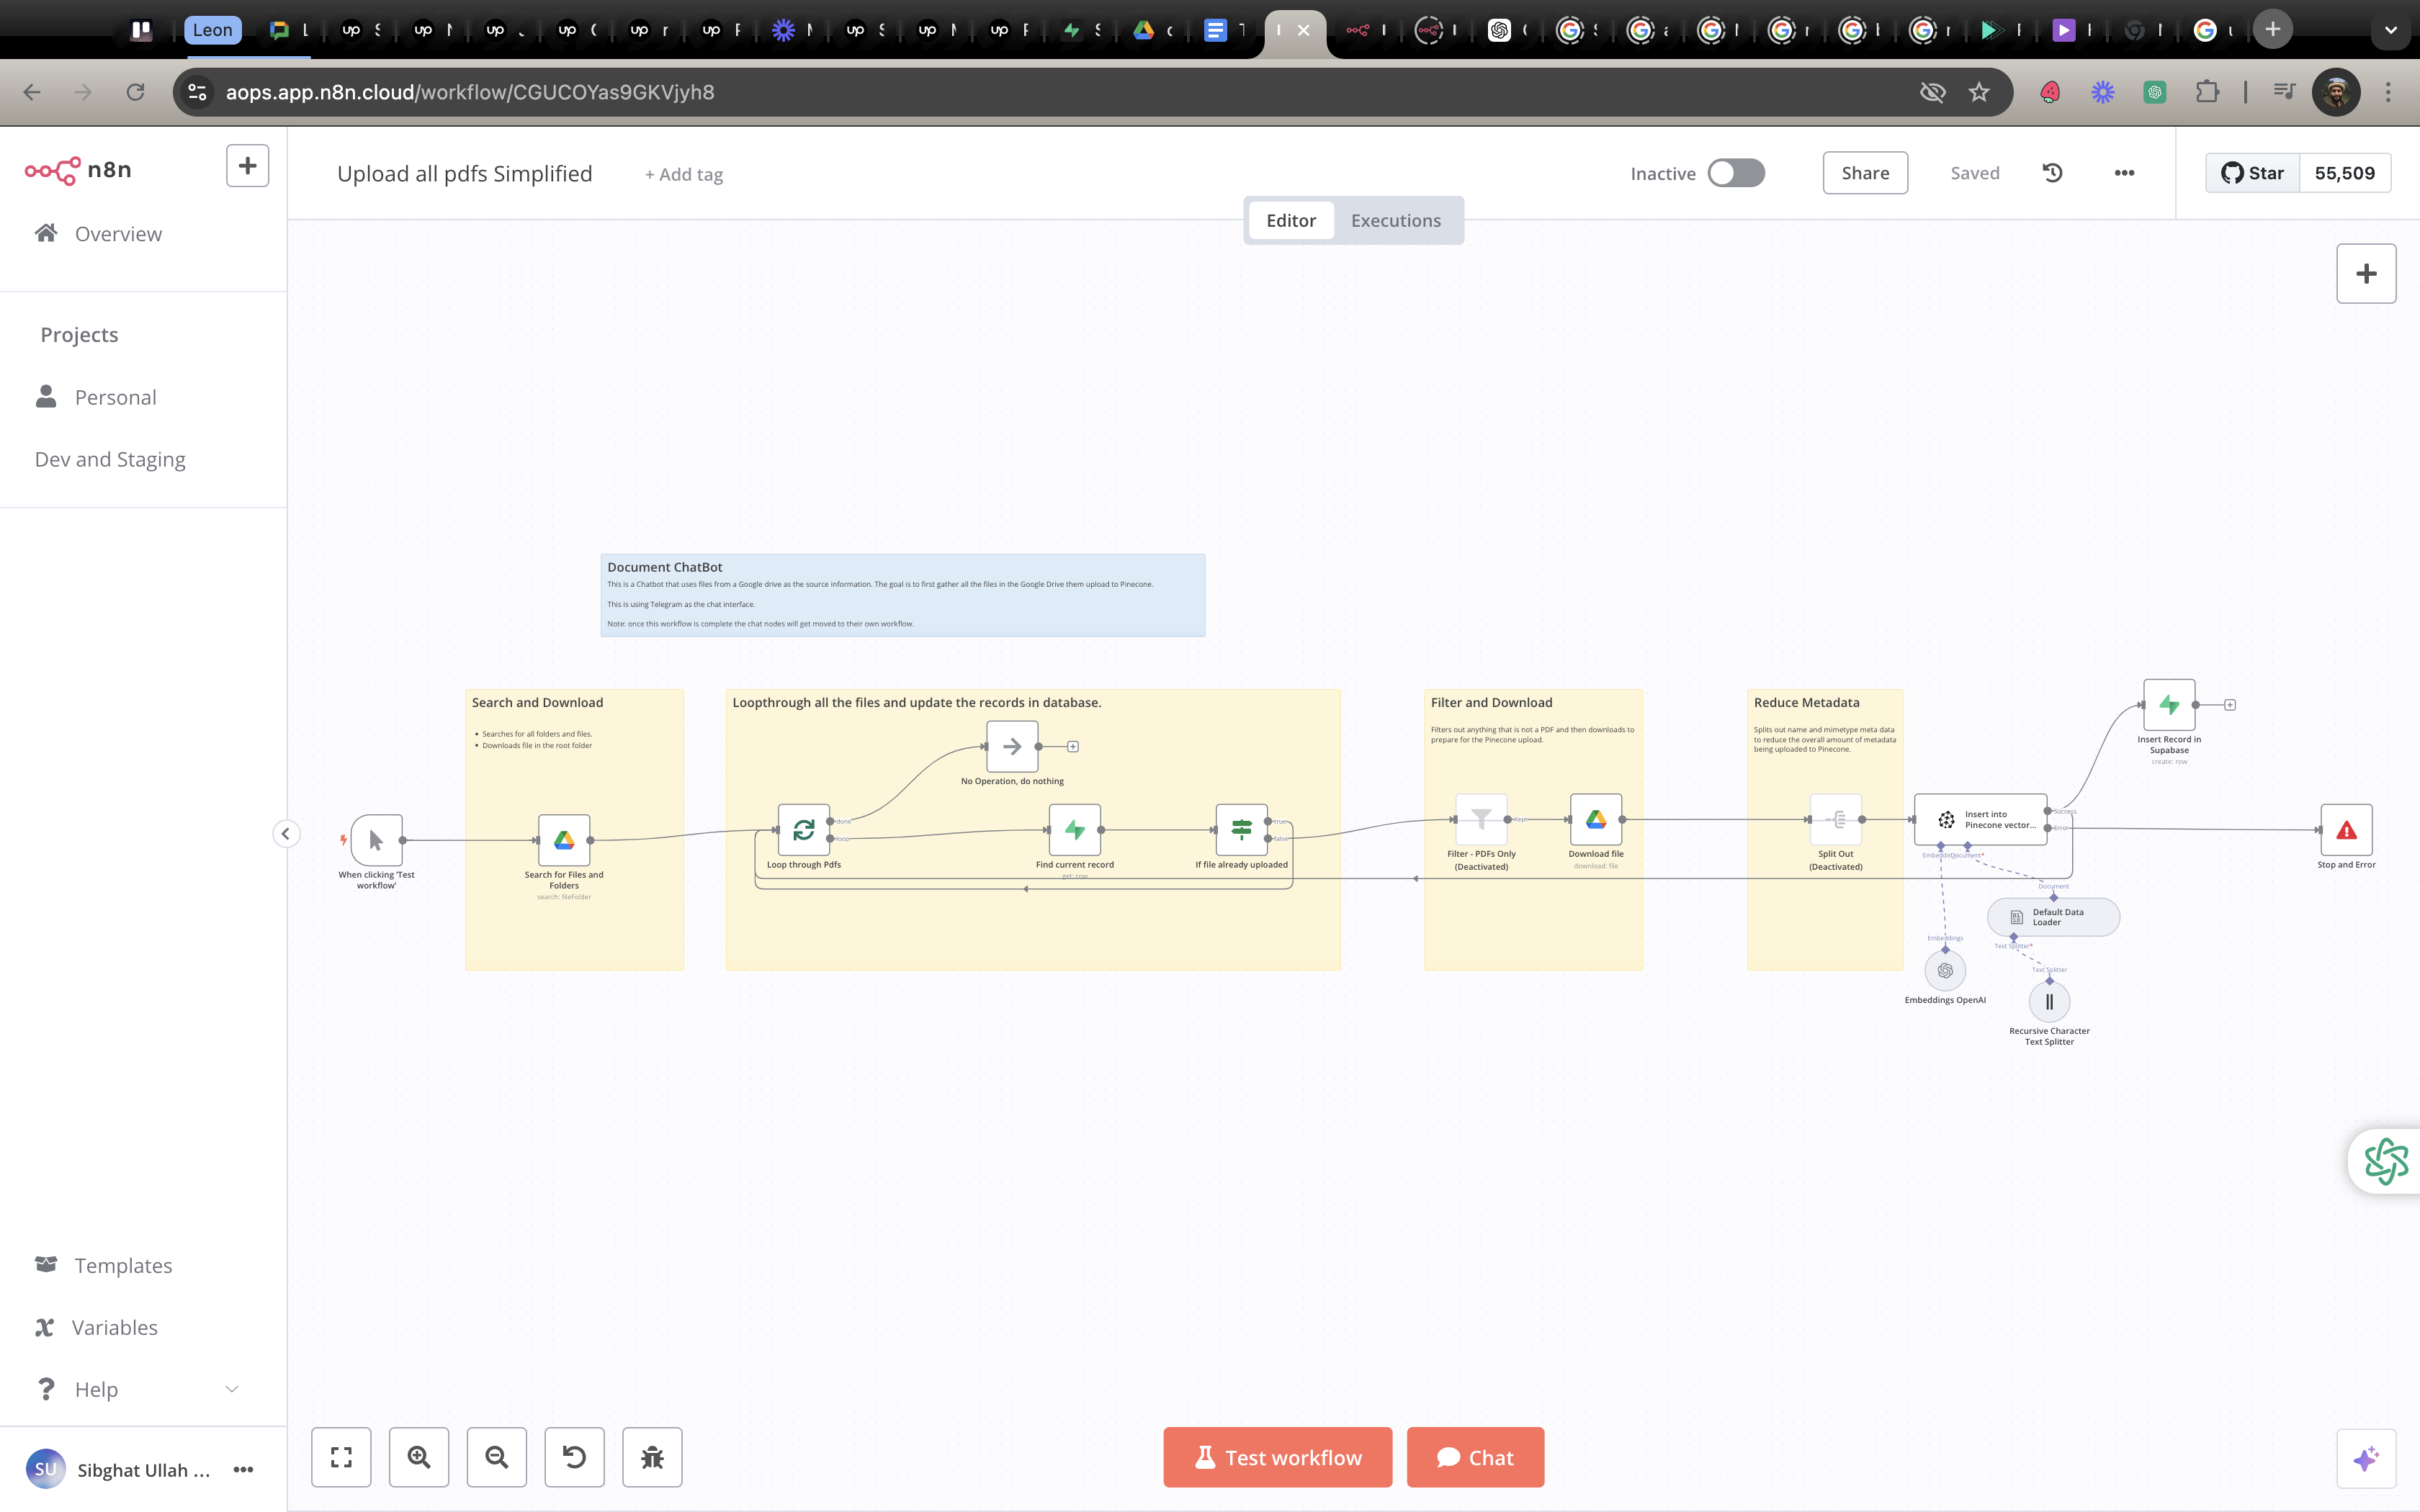 Leon
aops.app.n8n.cloud/workflow/CGUCOYas9GKVjyh8
n8n
Upload all pdfs Simplified
+ Add tag
Inactive
Share
Saved
Star
55,509
Editor
Executions
Overview
Projects
Personal
Dev and Staging
Document ChatBot
This is a Chatbot that uses files from a Google drive as the source information. The goal is to first gather all the files in the Google Drive them upload to Pinecone.
This is using Telegram as the chat interface.
Note: once this workflow is complete the chat nodes will get moved to their own workflow.
Search and Download
• Searches for all folders and files.
• Downloads file in the root folder
Loopthrough all the files and update the records in database.
Filter and Download
Filters out anything that is not a PDF and then downloads to
prepare for the Pinecone upload.
Reduce Metadata
Splits out name and mimetype meta data
to reduce the overall amount of metadata
being uploaded to Pinecone.
When clicking 'Test
workflow'
Search for Files and
Folders
search: fileFolder
No Operation, do nothing
Loop through Pdfs
done
loop
Find current record
get: row
If file already uploaded
true
false
Filter - PDFs Only
(Deactivated)
Kept
Download file
download: file
Split Out
(Deactivated)
Insert into
Pinecone vector...
Success
Error
Document*
Insert Record in
Supabase
create: row
Stop and Error
Document
Default Data
Loader
Text Splitter*
Embeddings
Embeddings OpenAI
Text Splitter
Recursive Character
Text Splitter
Templates
Variables
Help
SU
Sibghat Ullah ...
Test workflow
Chat